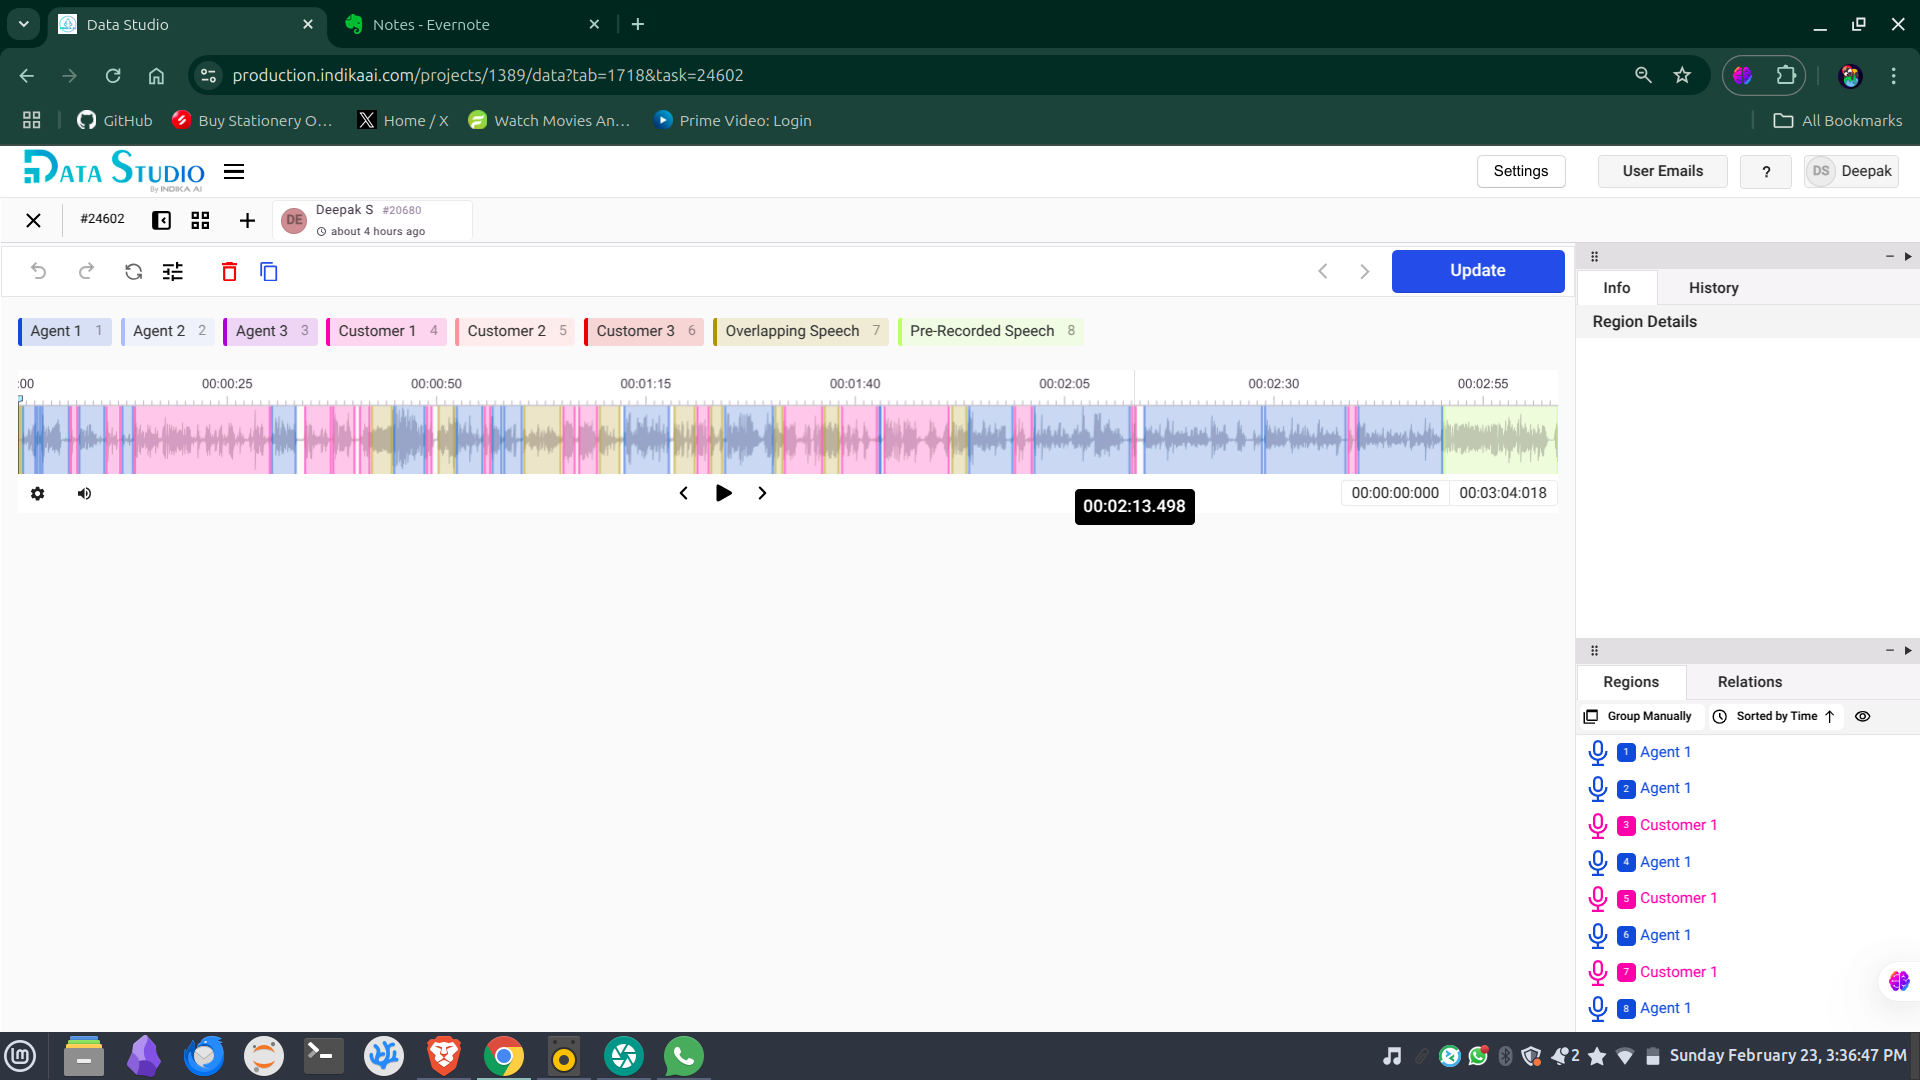 Data Studio
Notes - Evernote
production.indikaai.com/projects/1389/data?tab=1718&task=24602
GitHub
Buy Stationery O...
Home / X
Watch Movies An...
Prime Video: Login
All Bookmarks
DATA STUDIO
By INDIKA AI
Settings
User Emails
?
DS
Deepak
#24602
DE
Deepak S #20680
about 4 hours ago
Update
Info
History
Region Details
Agent 1 1
Agent 2 2
Agent 3 3
Customer 1 4
Customer 2 5
Customer 3 6
Overlapping Speech 7
Pre-Recorded Speech 8
:00
00:00:25
00:00:50
00:01:15
00:01:40
00:02:05
00:02:30
00:02:55
00:00:00:000
00:03:04:018
00:02:13.498
Regions
Relations
Group Manually
Sorted by Time
1 Agent 1
2 Agent 1
3 Customer 1
4 Agent 1
5 Customer 1
6 Agent 1
7 Customer 1
8 Agent 1
2
Sunday February 23, 3:36:47 PM